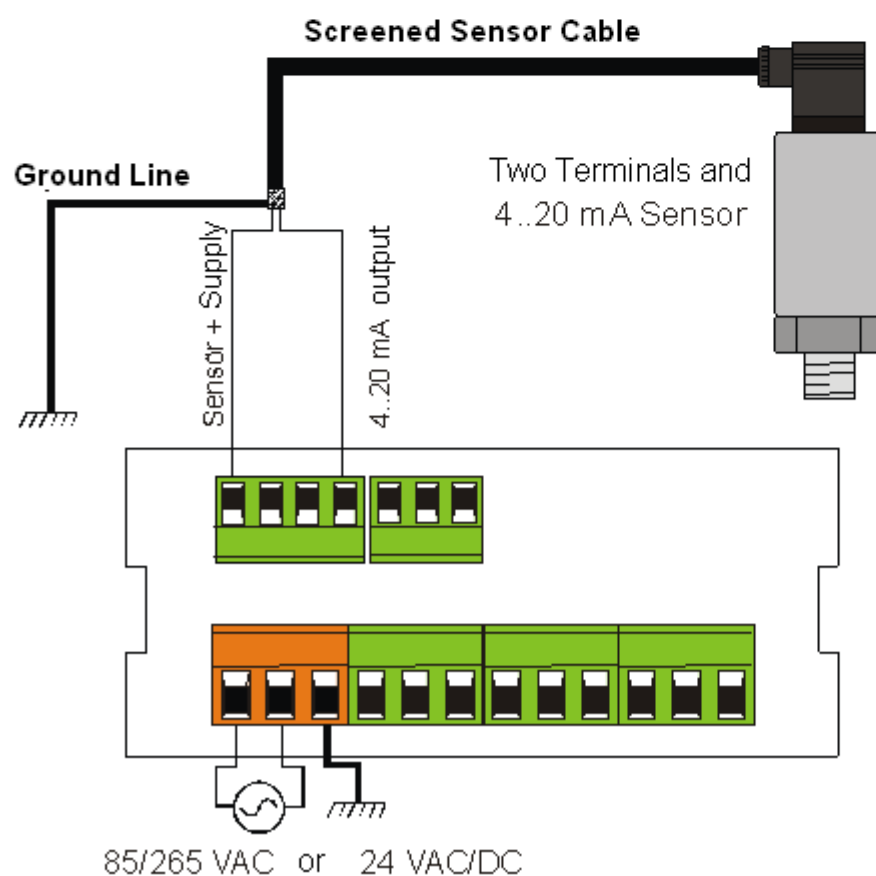 Screened Sensor Cable
Ground Line
Two Terminals and
4..20 mA Sensor
Sensor + Supply
4..20 mA output
85/265 VAC or 24 VAC/DC